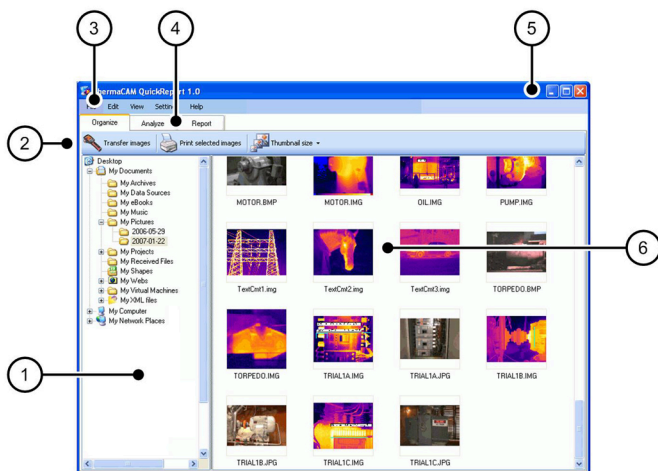 3
4
5
ThermaCAM QuickReport 1.0
File Edit View Settings Help
Organize Analyze Report
2
Transfer images Print selected images Thumbnail size
Desktop
My Documents
My Archives
My Data Sources
My eBooks
My Music
My Pictures
2006-05-29
2007-01-22
My Projects
My Received Files
My Shapes
My Webs
My Virtual Machines
My XML files
My Computer
My Network Places
1
MOTOR.BMP MOTOR.IMG OIL.IMG PUMP.IMG
6
TextCmt1.img TextCmt2.img TextCmt3.img TORPEDO.BMP
TORPEDO.IMG TRIAL1A.IMG TRIAL1A.JPG TRIAL1B.IMG
TRIAL1B.JPG TRIAL1C.IMG TRIAL1C.JPG